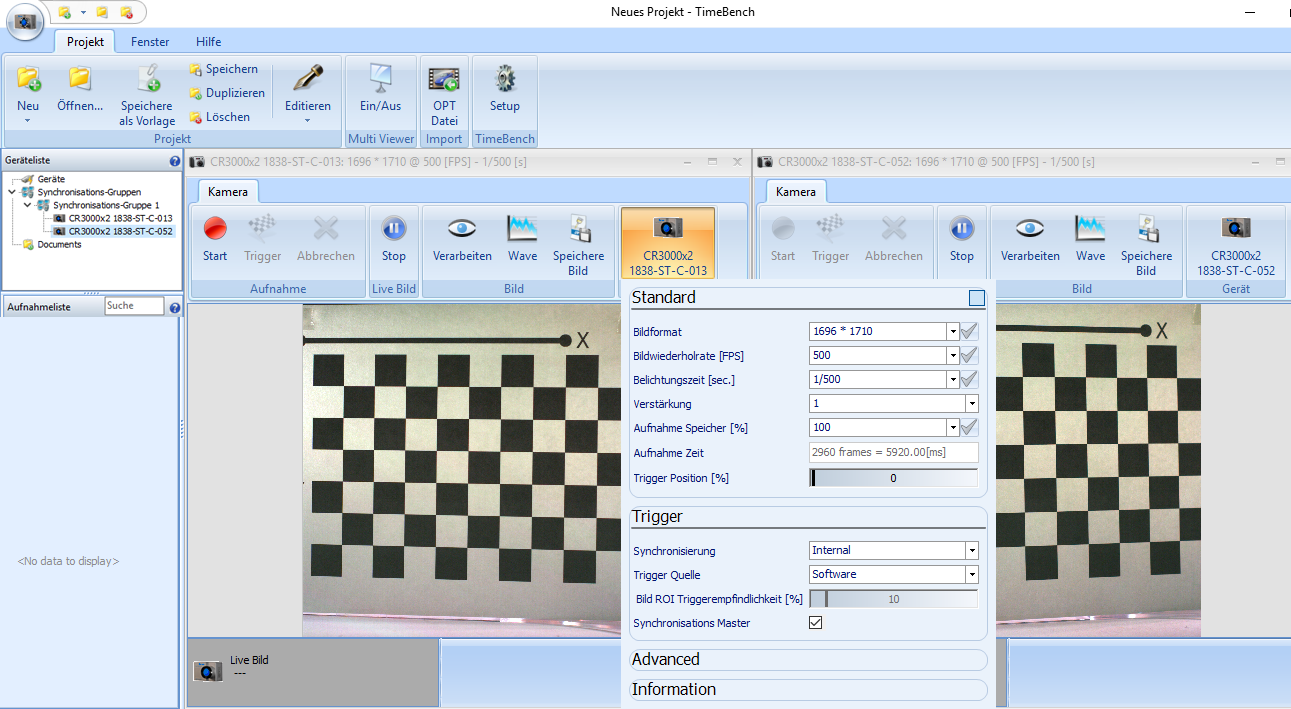 Neues Projekt - TimeBench
Projekt
Fenster
Hilfe
Neu
Öffnen...
Speichere
als Vorlage
Speichern
Duplizieren
Löschen
Editieren
Projekt
Ein/Aus
Multi Viewer
OPT
Datei
Import
Setup
TimeBench
Geräteliste
Geräte
Synchronisations-Gruppen
Synchronisations-Gruppe 1
CR3000x2 1838-ST-C-013
CR3000x2 1838-ST-C-052
Documents
Aufnahmeliste
Suche
<No data to display>
CR3000x2 1838-ST-C-013: 1696 * 1710 @ 500 [FPS] - 1/500 [s]
Kamera
Start
Trigger
Abbrechen
Aufnahme
Stop
Live Bild
Verarbeiten
Wave
Speichere
Bild
Bild
CR3000x2
1838-ST-C-013
X
Standard
Bildformat
1696 * 1710
Bildwiederholrate [FPS]
500
Belichtungszeit [sec.]
1/500
Verstärkung
1
Aufnahme Speicher [%]
100
Aufnahme Zeit
2960 frames = 5920.00[ms]
Trigger Position [%]
0
Trigger
Synchronisierung
Internal
Trigger Quelle
Software
Bild ROI Triggerempfindlichkeit [%]
10
Synchronisations Master
Advanced
Information
Live Bild
---
CR3000x2 1838-ST-C-052: 1696 * 1710 @ 500 [FPS] - 1/500 [s]
Kamera
Start
Trigger
Abbrechen
Stop
Verarbeiten
Wave
Speichere
Bild
Bild
CR3000x2
1838-ST-C-052
Gerät
X